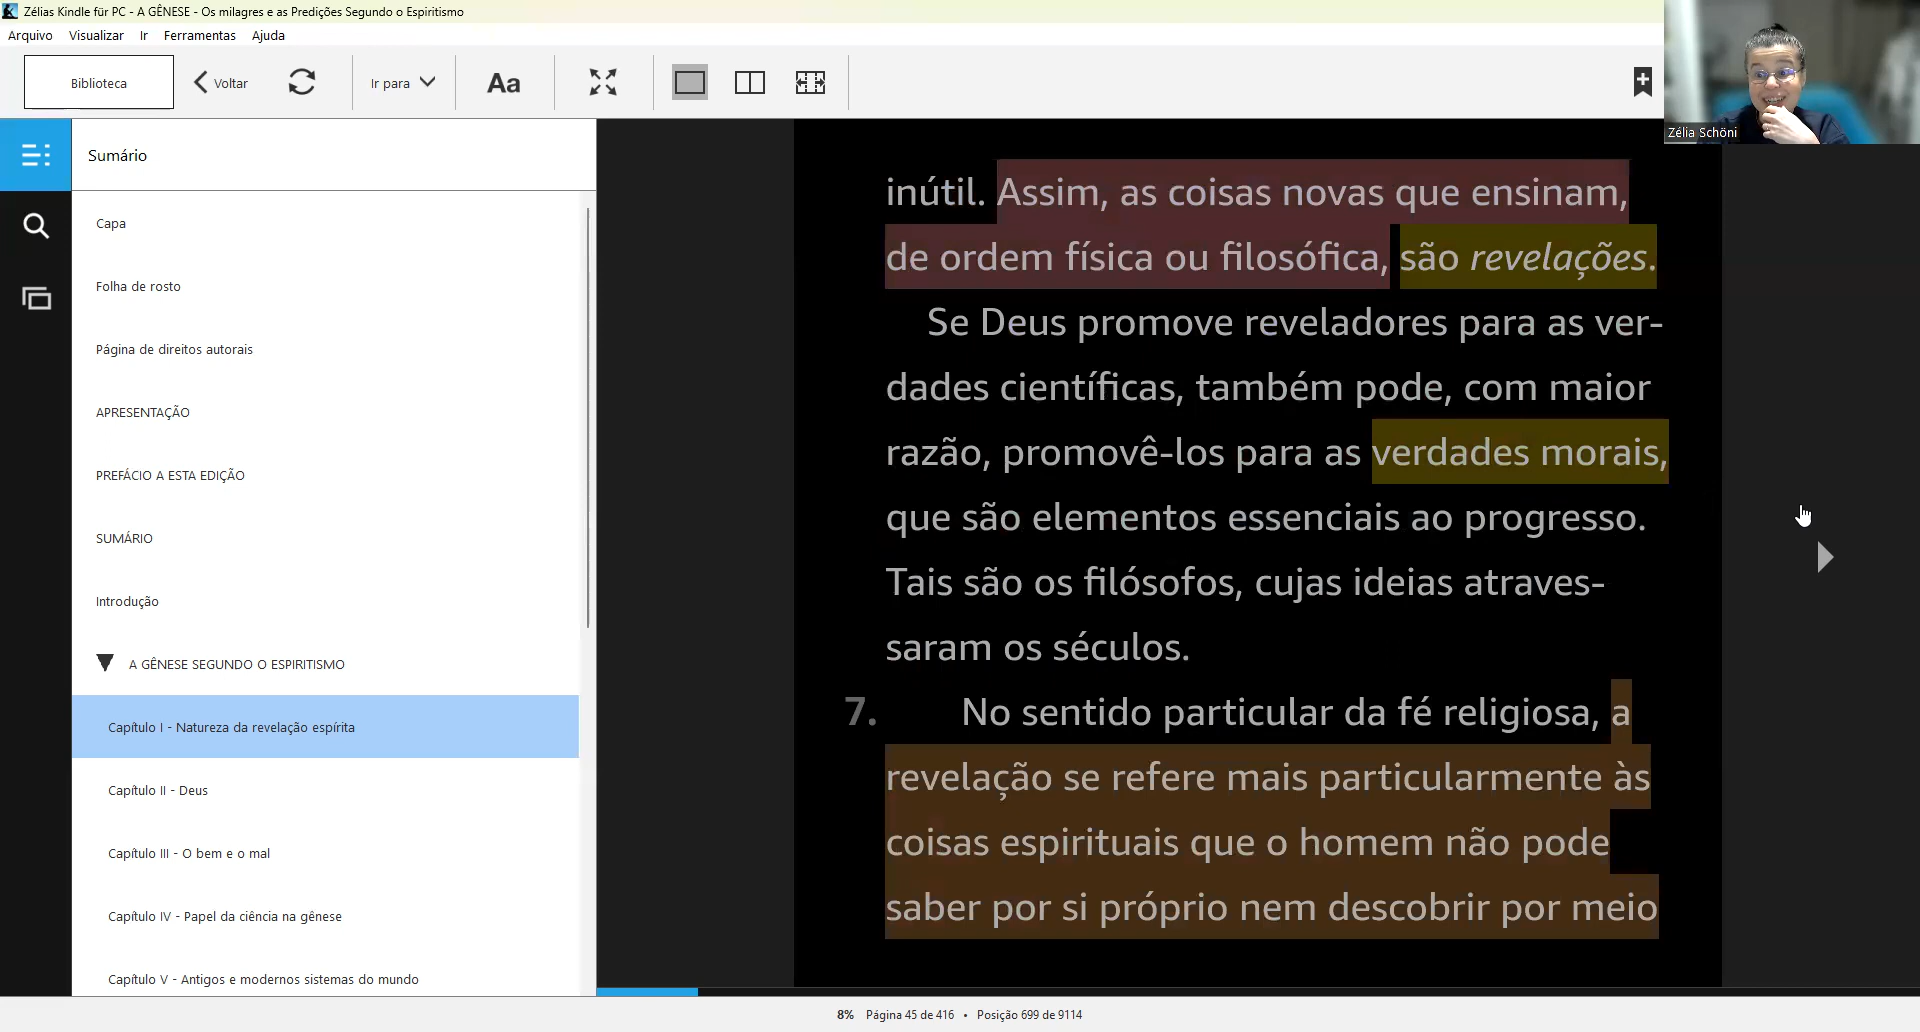 Zélias Kindle für PC - A GÊNESE - Os milagres e as Predições Segundo o Espiritismo
Arquivo Visualizar Ir Ferramentas Ajuda
Biblioteca Voltar Ir para Aa
Zélia Schöni
Sumário
Capa
Folha de rosto
Página de direitos autorais
APRESENTAÇÃO
PREFÁCIO A ESTA EDIÇÃO
SUMÁRIO
Introdução
A GÊNESE SEGUNDO O ESPIRITISMO
Capítulo I - Natureza da revelação espírita
Capítulo II - Deus
Capítulo III - O bem e o mal
Capítulo IV - Papel da ciência na gênese
Capítulo V - Antigos e modernos sistemas do mundo
inútil. Assim, as coisas novas que ensinam,
de ordem física ou filosófica, são revelações.
Se Deus promove reveladores para as ver-
dades científicas, também pode, com maior
razão, promovê-los para as verdades morais,
que são elementos essenciais ao progresso.
Tais são os filósofos, cujas ideias atraves-
saram os séculos.
7. No sentido particular da fé religiosa, a
revelação se refere mais particularmente às
coisas espirituais que o homem não pode
saber por si próprio nem descobrir por meio
8% Página 45 de 416 • Posição 699 de 9114